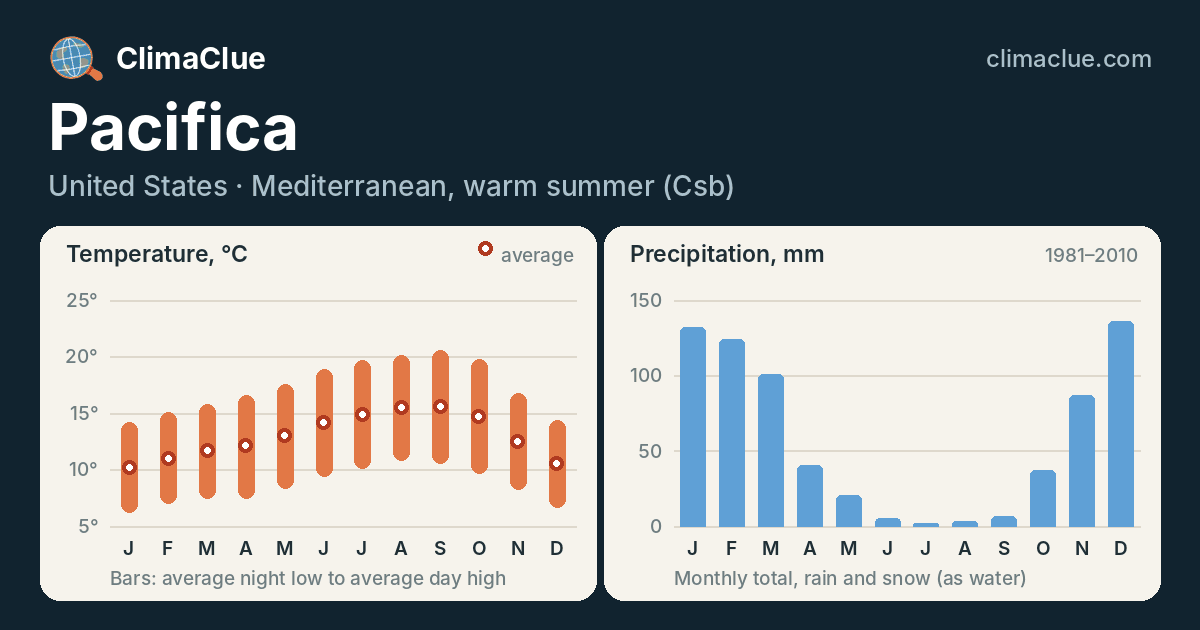 ClimaClue
climaclue.com
Pacifica
United States · Mediterranean, warm summer (Csb)
Temperature, °C
average
25°
20°
15°
10°
5°
J F M A M J J A S O N D
Bars: average night low to average day high
Precipitation, mm
1981–2010
150
100
50
0
J F M A M J J A S O N D
Monthly total, rain and snow (as water)